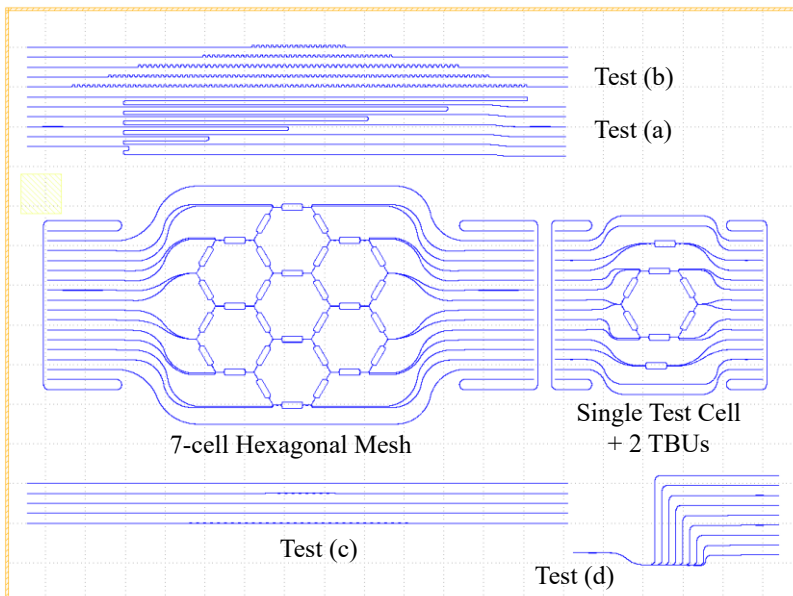 Test (b)
Test (a)
7-cell Hexagonal Mesh
Single Test Cell
+ 2 TBUs
Test (c)
Test (d)